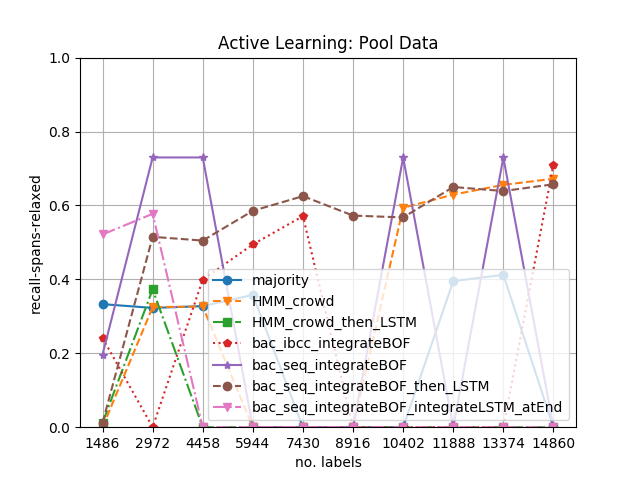 Active Learning: Pool Data
recall-spans-relaxed
1.0
0.8
0.6
0.4
0.2
0.0
majority
HMM_crowd
HMM_crowd_then_LSTM
bac_ibcc_integrateBOF
bac_seq_integrateBOF
bac_seq_integrateBOF_then_LSTM
bac_seq_integrateBOF_integrateLSTM_atEnd
1486 2972 4458 5944 7430 8916 10402 11888 13374 14860
no. labels